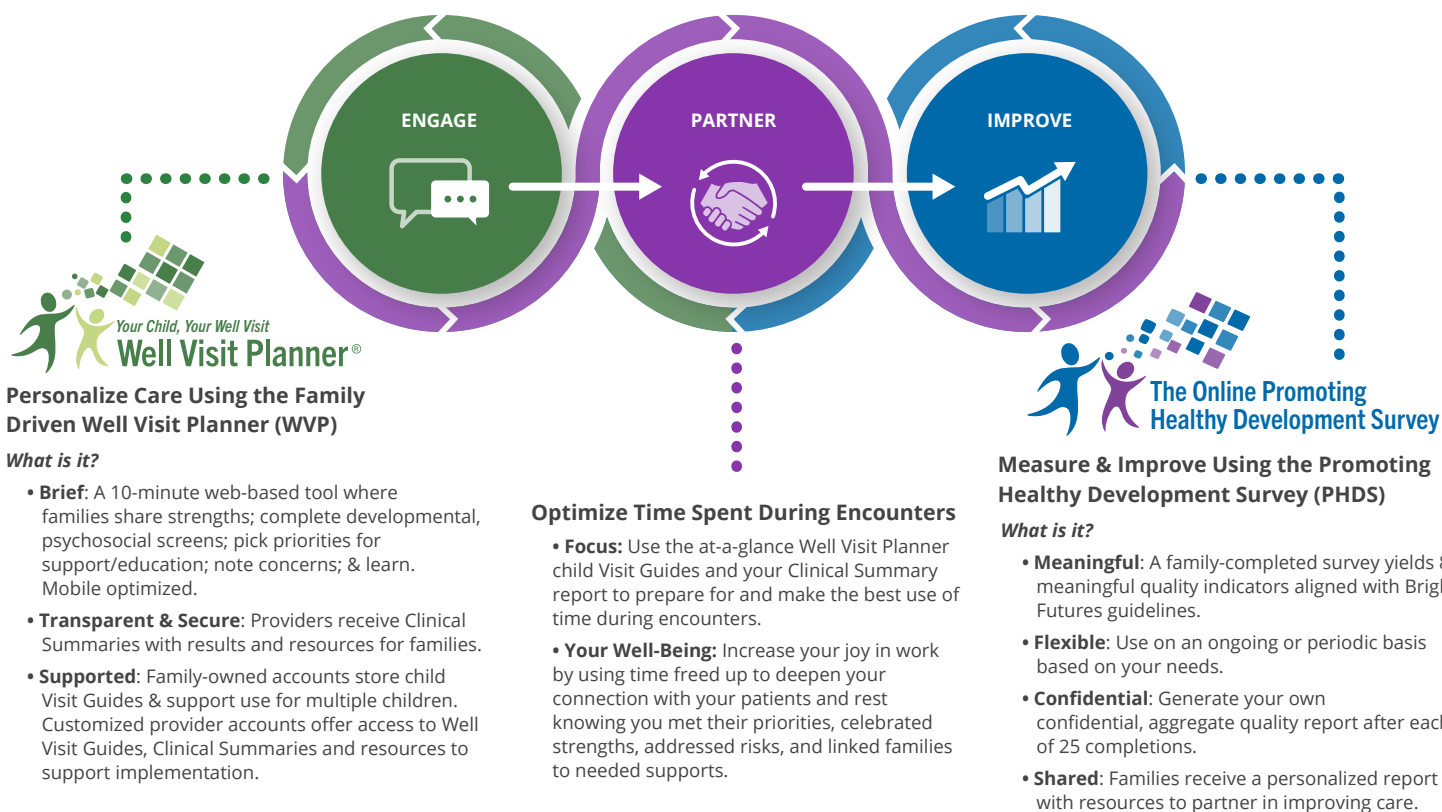 ENGAGE
PARTNER
IMPROVE
Your Child, Your Well Visit
Well Visit Planner®
Personalize Care Using the Family
Driven Well Visit Planner (WVP)
What is it?
• Brief: A 10-minute web-based tool where
families share strengths; complete developmental,
psychosocial screens; pick priorities for
support/education; note concerns; & learn.
Mobile optimized.
• Transparent & Secure: Providers receive Clinical
Summaries with results and resources for families.
• Supported: Family-owned accounts store child
Visit Guides & support use for multiple children.
Customized provider accounts offer access to Well
Visit Guides, Clinical Summaries and resources to
support implementation.
Optimize Time Spent During Encounters
• Focus: Use the at-a-glance Well Visit Planner
child Visit Guides and your Clinical Summary
report to prepare for and make the best use of
time during encounters.
• Your Well-Being: Increase your joy in work
by using time freed up to deepen your
connection with your patients and rest
knowing you met their priorities, celebrated
strengths, addressed risks, and linked families
to needed supports.
The Online Promoting
Healthy Development Survey
Measure & Improve Using the Promoting
Healthy Development Survey (PHDS)
What is it?
• Meaningful: A family-completed survey yields
meaningful quality indicators aligned with
Futures guidelines.
• Flexible: Use on an ongoing or periodic basis
based on your needs.
• Confidential: Generate your own
confidential, aggregate quality report after
of 25 completions.
• Shared: Families receive a personalized report
with resources to partner in improving care.